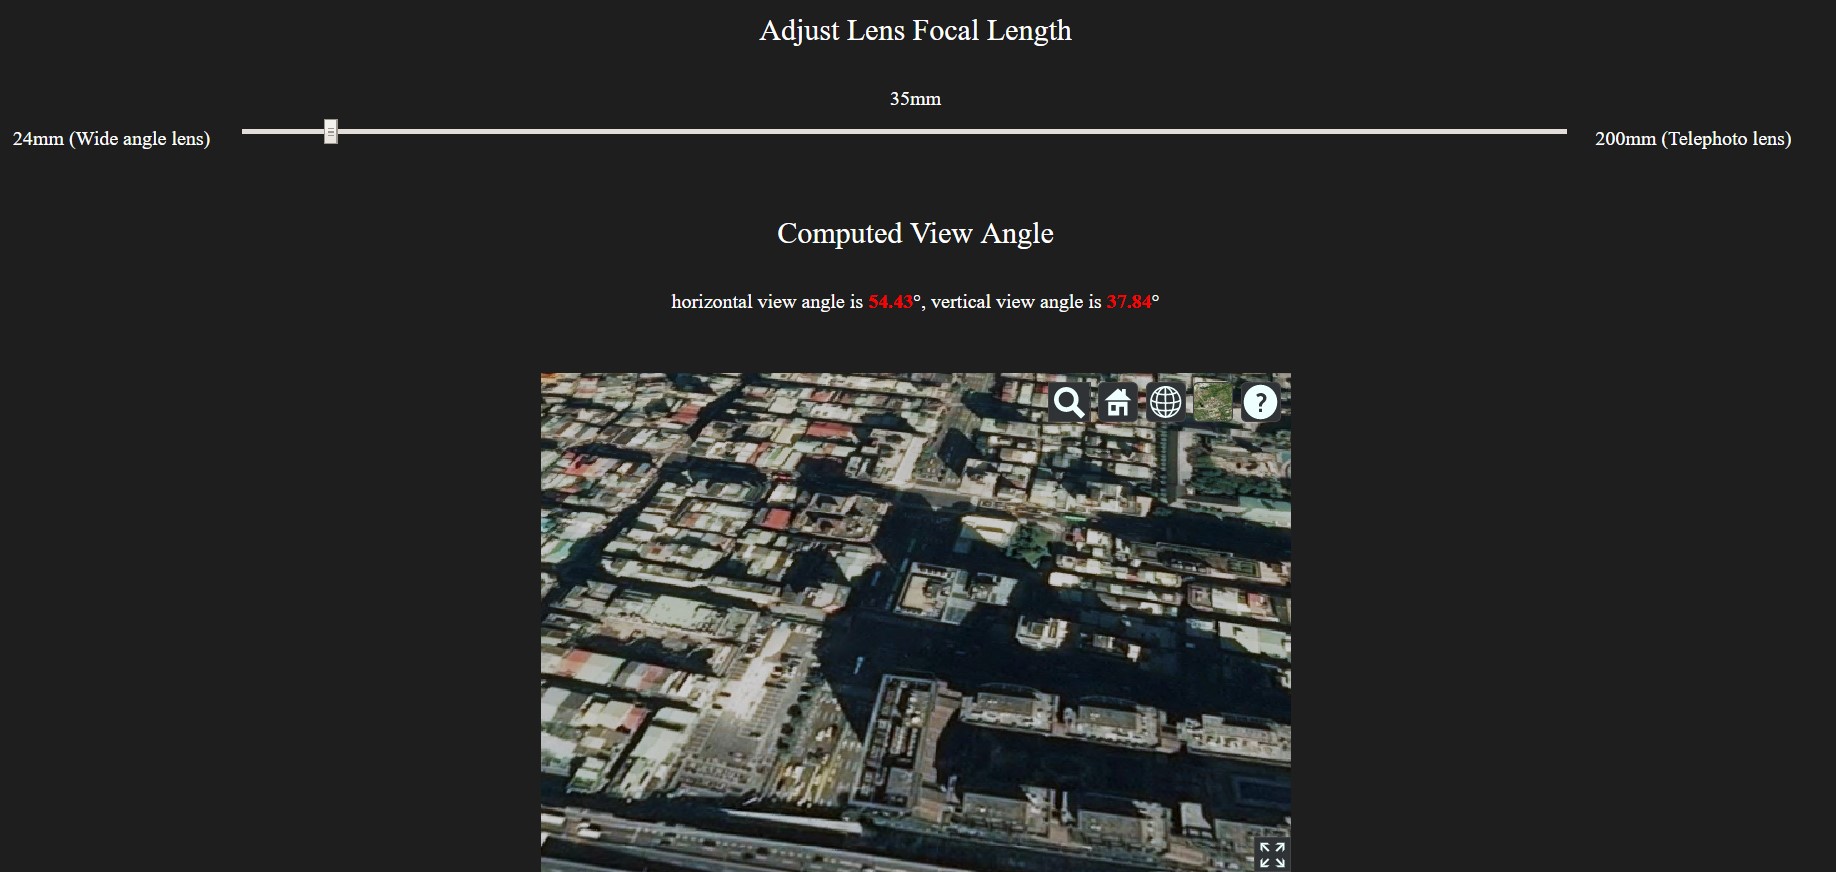 Adjust Lens Focal Length
35mm
24mm (Wide angle lens)
200mm (Telephoto lens)
Computed View Angle
horizontal view angle is 54.43°, vertical view angle is 37.84°
?